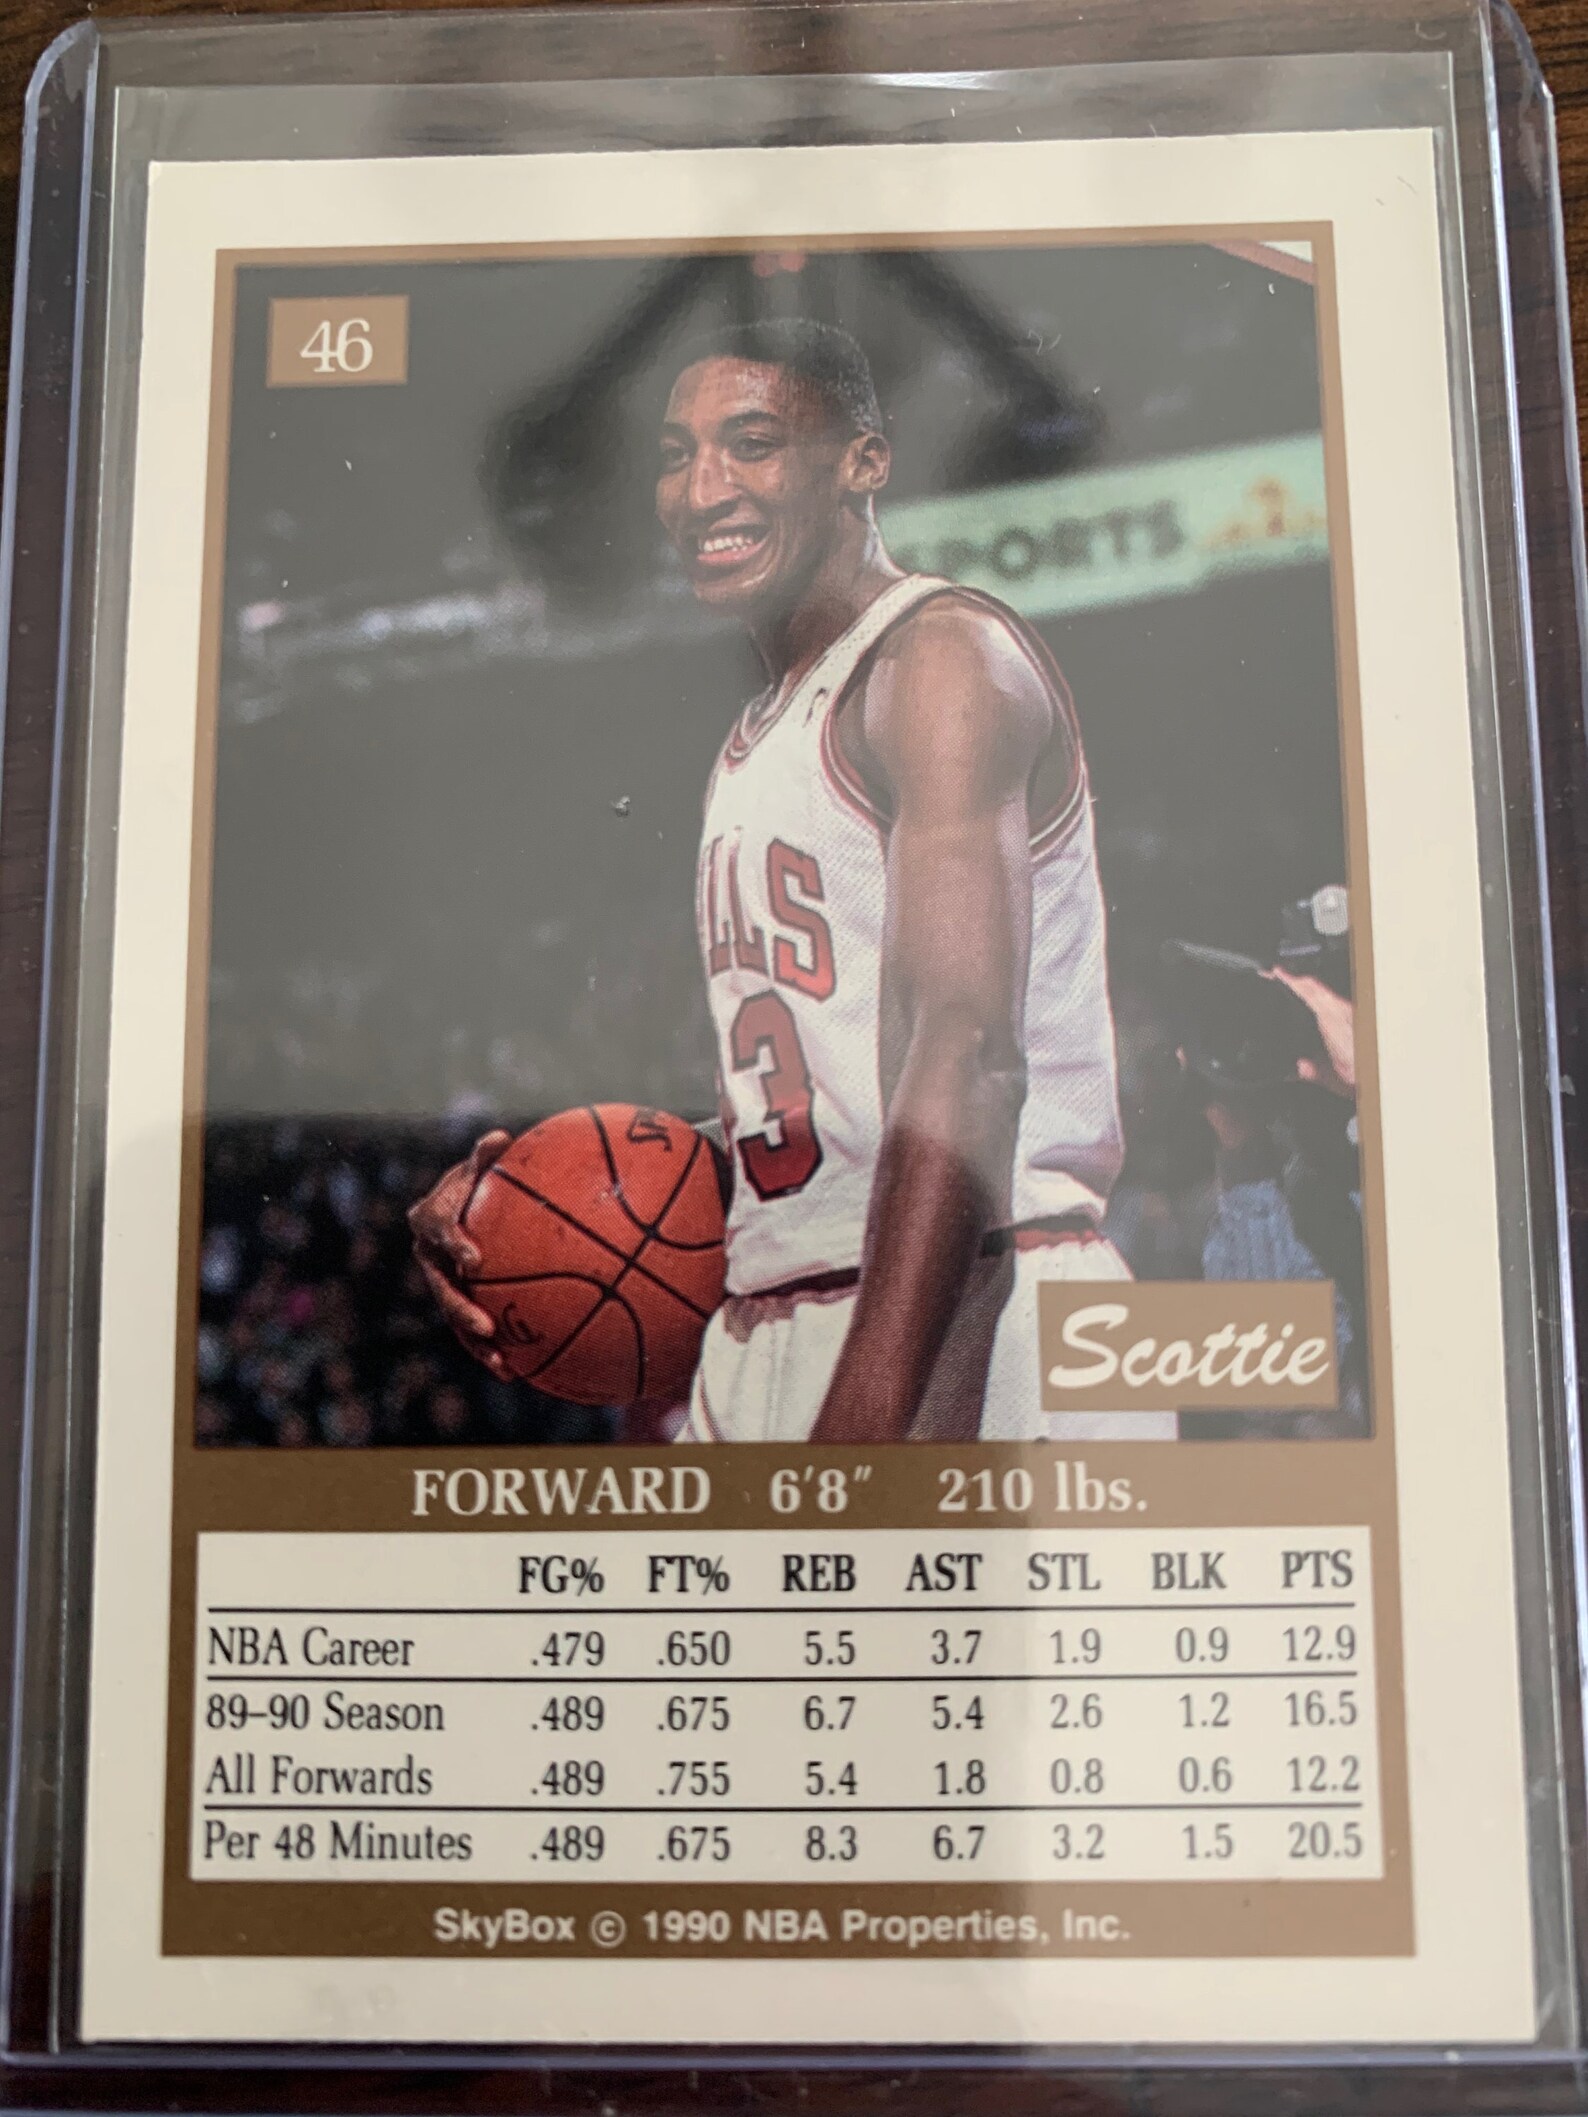 46
SPORTS
LLS
3
Scottie
FORWARD 6'8" 210 lbs.
FG% FT% REB AST STL BLK PTS
NBA Career .479 .650 5.5 3.7 1.9 0.9 12.9
89–90 Season .489 .675 6.7 5.4 2.6 1.2 16.5
All Forwards .489 .755 5.4 1.8 0.8 0.6 12.2
Per 48 Minutes .489 .675 8.3 6.7 3.2 1.5 20.5
SkyBox © 1990 NBA Properties, Inc.